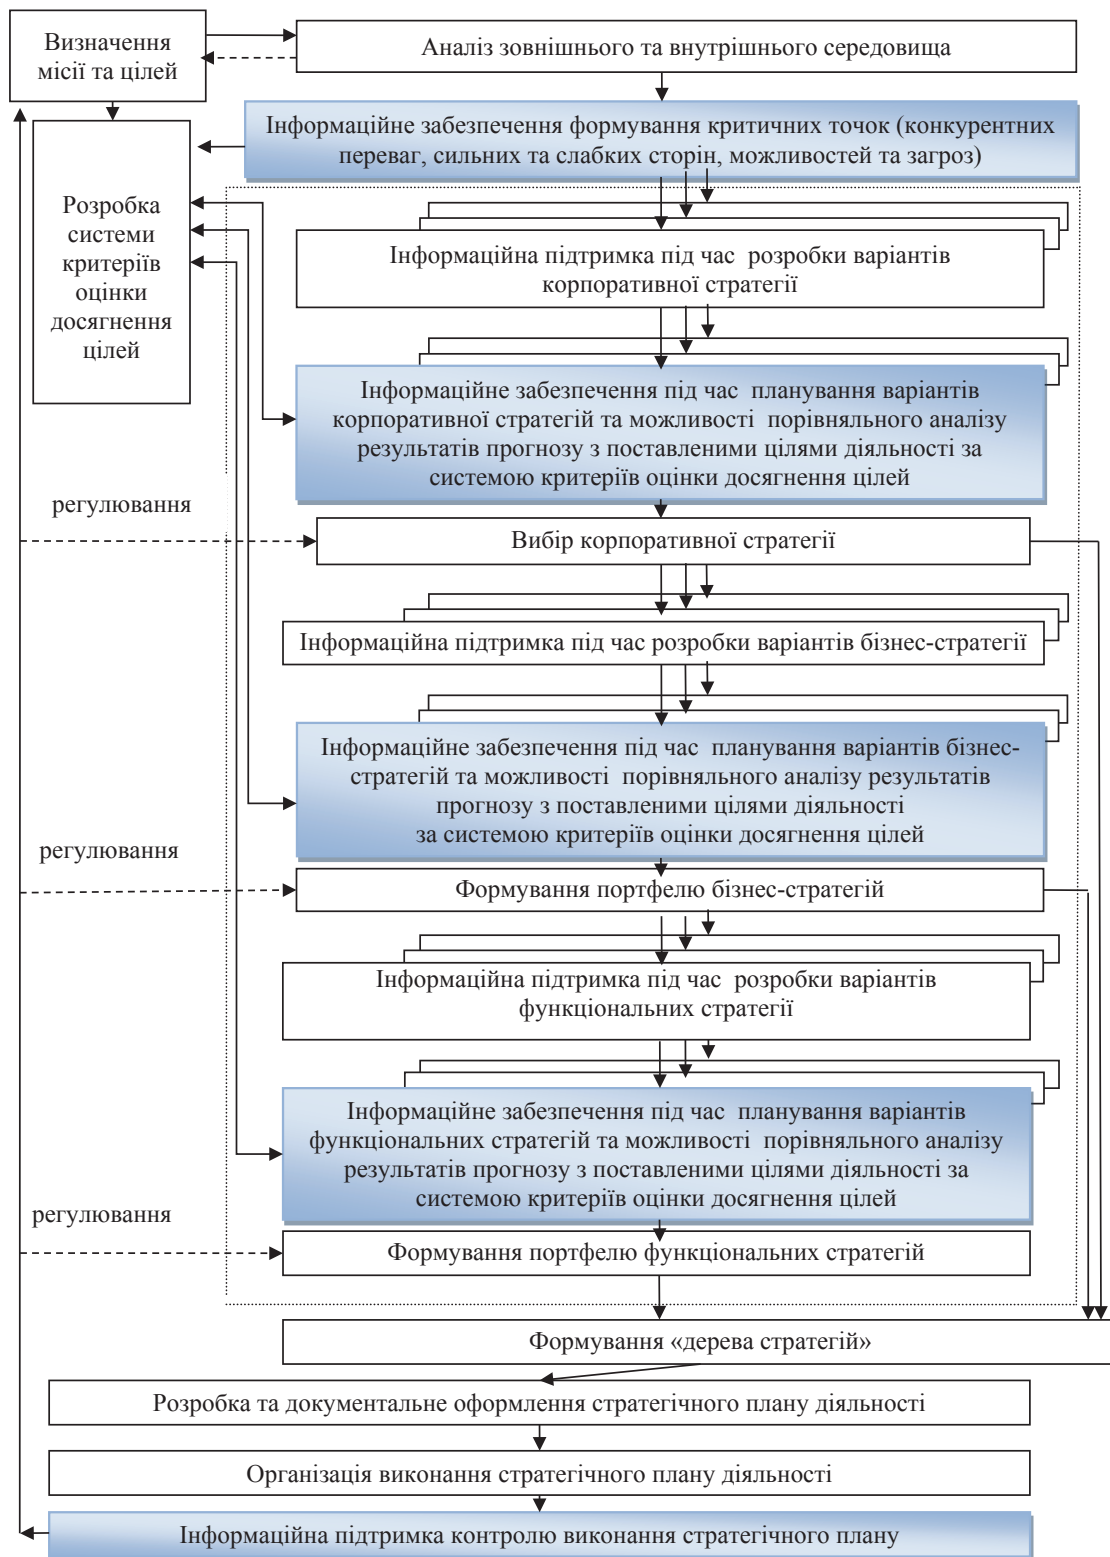 Визначення
місії та цілей
Аналіз зовнішнього та внутрішнього середовища
Інформаційне забезпечення формування критичних точок (конкурентних
переваг, сильних та слабких сторін, можливостей та загроз)
Розробка
системи
критеріїв
оцінки
досягнення
цілей
Інформаційна підтримка під час розробки варіантів
корпоративної стратегії
Інформаційне забезпечення під час планування варіантів
корпоративної стратегій та можливості порівняльного аналізу
результатів прогнозу з поставленими цілями діяльності за
системою критеріїв оцінки досягнення цілей
регулювання
Вибір корпоративної стратегії
Інформаційна підтримка під час розробки варіантів бізнес-стратегії
Інформаційне забезпечення під час планування варіантів бізнес-
стратегій та можливості порівняльного аналізу результатів
прогнозу з поставленими цілями діяльності
за системою критеріїв оцінки досягнення цілей
регулювання
Формування портфелю бізнес-стратегій
Інформаційна підтримка під час розробки варіантів
функціональних стратегії
Інформаційне забезпечення під час планування варіантів
функціональних стратегій та можливості порівняльного аналізу
результатів прогнозу з поставленими цілями діяльності за
системою критеріїв оцінки досягнення цілей
регулювання
Формування портфелю функціональних стратегій
Формування «дерева стратегій»
Розробка та документальне оформлення стратегічного плану діяльності
Організація виконання стратегічного плану діяльності
Інформаційна підтримка контролю виконання стратегічного плану